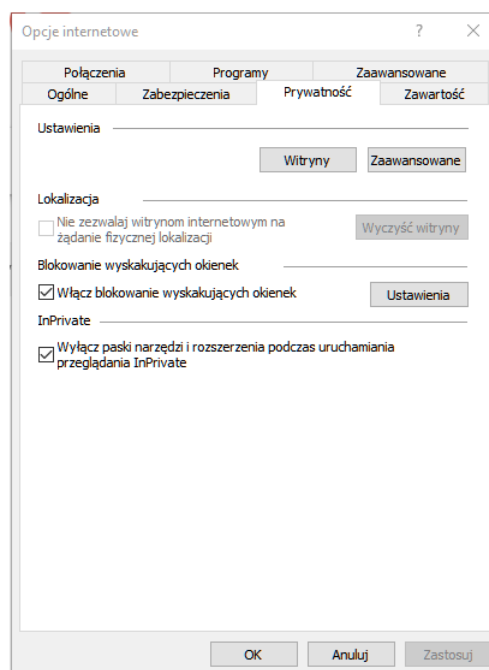 Opcje internetowe
Połączenia Programy Zaawansowane
Ogólne Zabezpieczenia Prywatność Zawartość
Ustawienia
Witryny Zaawansowane
Lokalizacja
Nie zezwalaj witrynom internetowym na
żądanie fizycznej lokalizacji
Wyczyść witryny
Blokowanie wyskakujących okienek
Włącz blokowanie wyskakujących okienek
Ustawienia
InPrivate
Wyłącz paski narzędzi i rozszerzenia podczas uruchamiania
przeglądania InPrivate
OK Anuluj Zastosuj